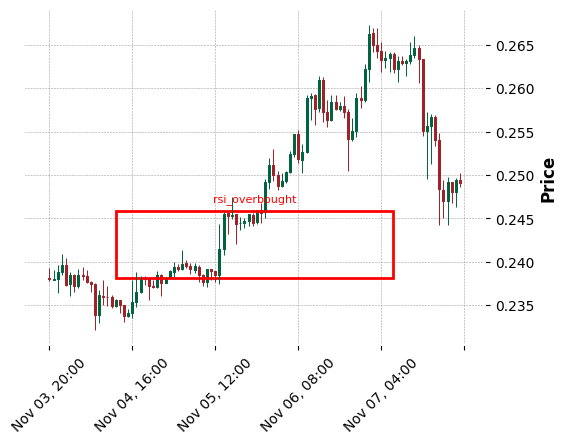 0.265
0.260
0.255
0.250
0.245
0.240
0.235
Price
rsi_overbought
Nov 03, 20:00
Nov 04, 16:00
Nov 05, 12:00
Nov 06, 08:00
Nov 07, 04:00